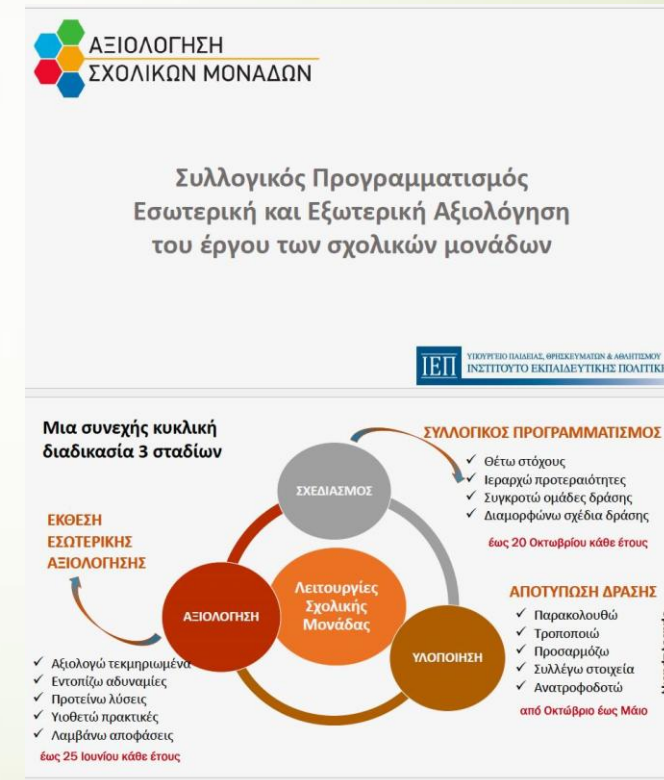 ΑΞΙΟΛΟΓΗΣΗ
ΣΧΟΛΙΚΩΝ ΜΟΝΑΔΩΝ
Συλλογικός Προγραμματισμός
Εσωτερική και Εξωτερική Αξιολόγηση
του έργου των σχολικών μονάδων
ΙΕΠ
ΥΠΟΥΡΓΕΙΟ ΠΑΙΔΕΙΑΣ, ΘΡΗΣΚΕΥΜΑΤΩΝ & ΑΘΛΗΤΙΣΜΟΥ
ΙΝΣΤΙΤΟΥΤΟ ΕΚΠΑΙΔΕΥΤΙΚΗΣ ΠΟΛΙΤΙΚΗ
Μια συνεχής κυκλική
διαδικασία 3 σταδίων
ΣΧΕΔΙΑΣΜΟΣ
ΣΥΛΛΟΓΙΚΟΣ ΠΡΟΓΡΑΜΜΑΤΙΣΜΟΣ
✓ Θέτω στόχους
✓ Ιεραρχώ προτεραιότητες
✓ Συγκροτώ ομάδες δράσης
✓ Διαμορφώνω σχέδια δράσης
έως 20 Οκτωβρίου κάθε έτους
ΕΚΘΕΣΗ
ΕΣΩΤΕΡΙΚΗΣ
ΑΞΙΟΛΟΓΗΣΗΣ
ΑΞΙΟΛΟΓΗΣΗ
Λειτουργίες
Σχολικής
Μονάδας
ΥΛΟΠΟΙΗΣΗ
ΑΠΟΤΥΠΩΣΗ ΔΡΑΣΗΣ
✓ Παρακολουθώ
✓ Τροποποιώ
✓ Προσαρμόζω
✓ Συλλέγω στοιχεία
✓ Ανατροφοδοτώ
από Οκτώβριο έως Μάιο
✓ Αξιολογώ τεκμηριωμένα
✓ Εντοπίζω αδυναμίες
✓ Προτείνω λύσεις
✓ Υιοθετώ πρακτικές
✓ Λαμβάνω αποφάσεις
έως 25 Ιουνίου κάθε έτους